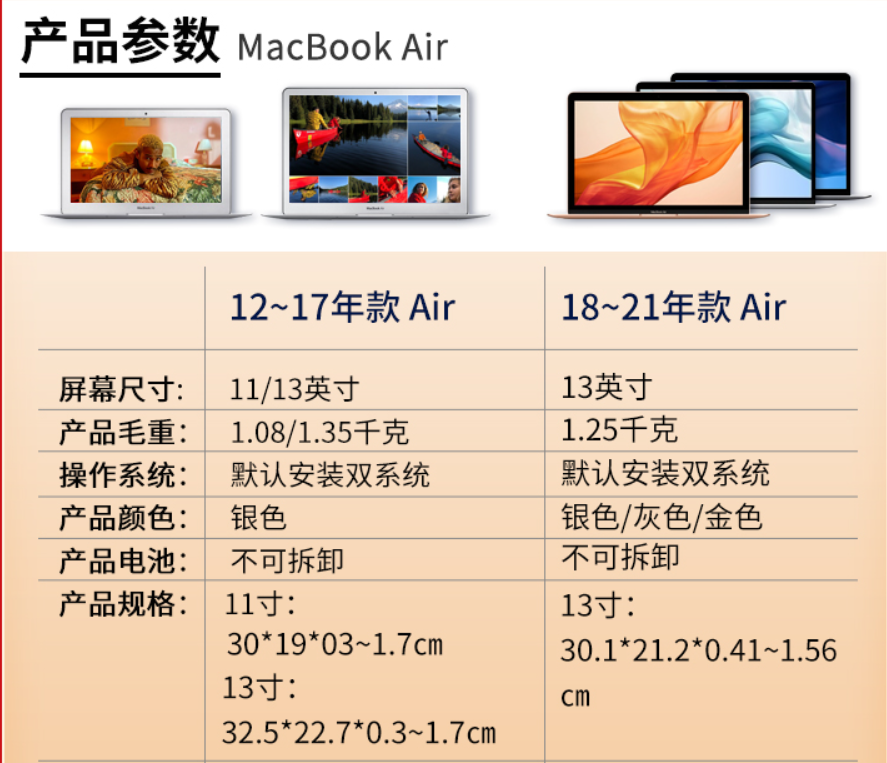 产品参数 MacBook Air
12~17年款 Air 18~21年款 Air
屏幕尺寸: 11/13英寸 13英寸
产品毛重: 1.08/1.35千克 1.25千克
操作系统: 默认安装双系统 默认安装双系统
产品颜色: 银色 银色/灰色/金色
产品电池: 不可拆卸 不可拆卸
产品规格: 11寸: 13寸:
30*19*03~1.7cm 30.1*21.2*0.41~1.56
13寸: cm
32.5*22.7*0.3~1.7cm